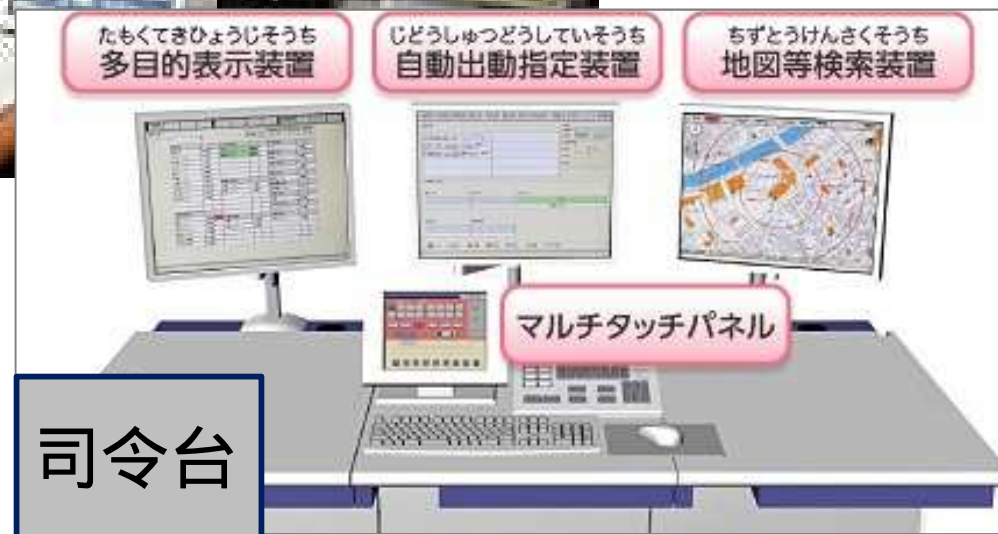 たもくてきひょうじそうち
多目的表示装置
じどうしゅつどうしていそうち
自動出動指定装置
ちずとうけんさくそうち
地図等検索装置
マルチタッチパネル
司令台